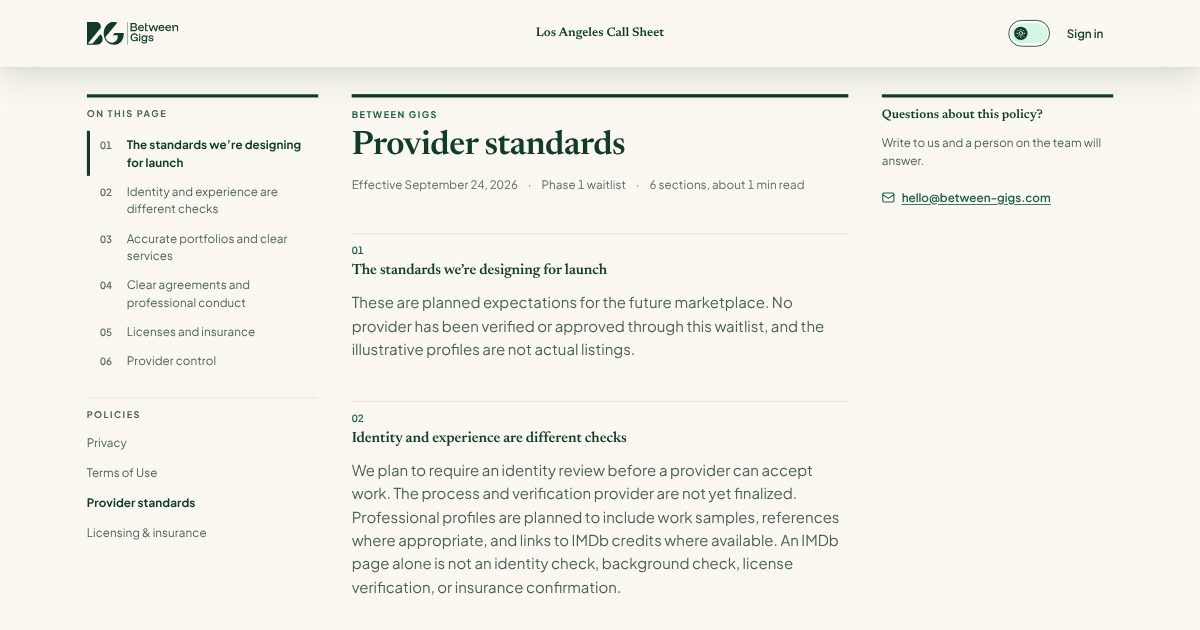 Between
Gigs
Los Angeles Call Sheet
Sign in
ON THIS PAGE
01 The standards we're designing
for launch
02 Identity and experience are
different checks
03 Accurate portfolios and clear
services
04 Clear agreements and
professional conduct
05 Licenses and insurance
06 Provider control
POLICIES
Privacy
Terms of Use
Provider standards
Licensing & insurance
BETWEEN GIGS
Provider standards
Effective September 24, 2026 · Phase 1 waitlist · 6 sections, about 1 min read
01
The standards we're designing for launch
These are planned expectations for the future marketplace. No
provider has been verified or approved through this waitlist, and the
illustrative profiles are not actual listings.
02
Identity and experience are different checks
We plan to require an identity review before a provider can accept
work. The process and verification provider are not yet finalized.
Professional profiles are planned to include work samples, references
where appropriate, and links to IMDb credits where available. An IMDb
page alone is not an identity check, background check, license
verification, or insurance confirmation.
Questions about this policy?
Write to us and a person on the team will
answer.
hello@between-gigs.com